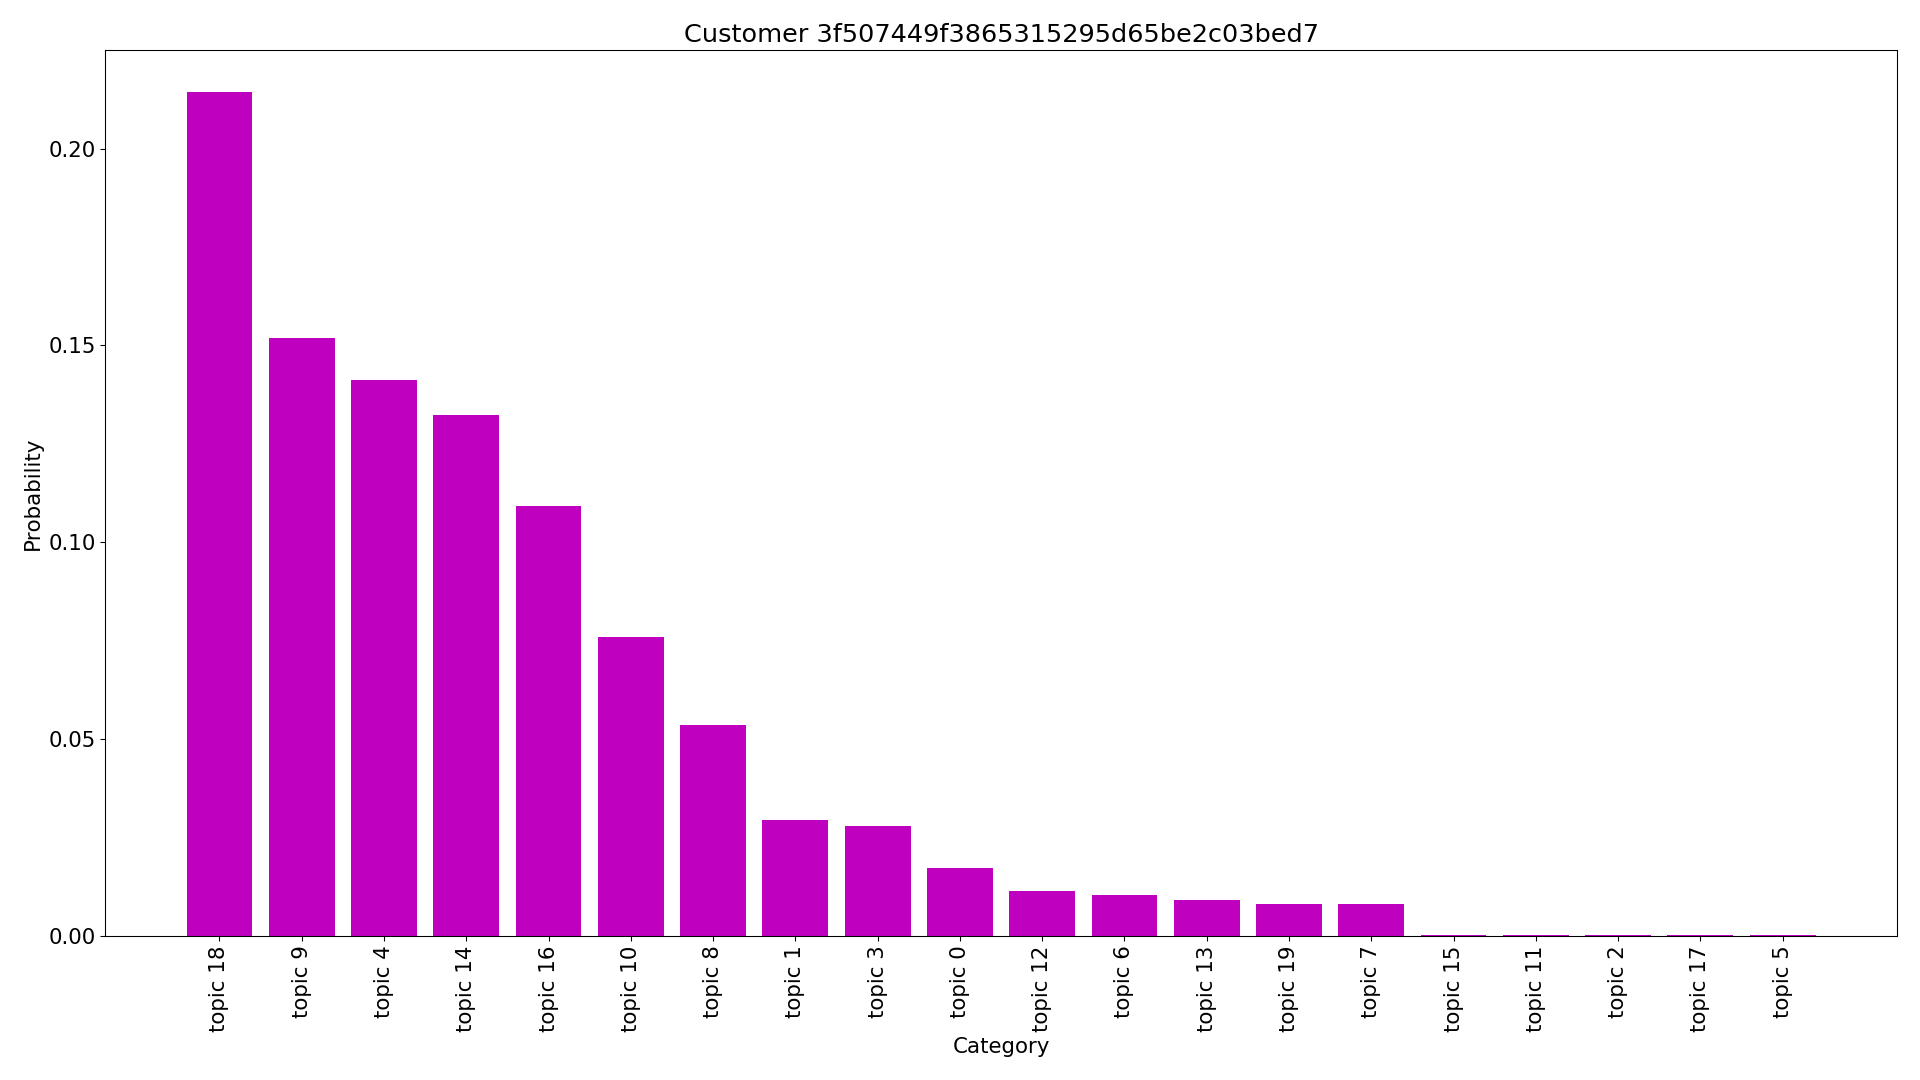 Customer 3f507449f3865315295d65be2c03bed7
Probability
0.20
0.15
0.10
0.05
0.00
topic 18
topic 9
topic 4
topic 14
topic 16
topic 10
topic 8
topic 1
topic 3
topic 0
topic 12
topic 6
topic 13
topic 19
topic 7
topic 15
topic 11
topic 2
topic 17
topic 5
Category